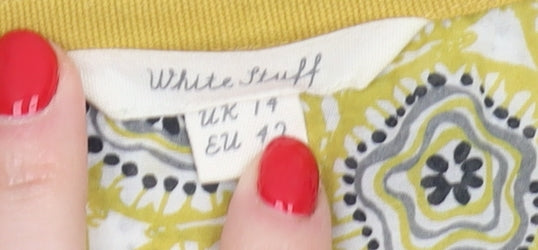 White Stuff
UK 14
EU 42